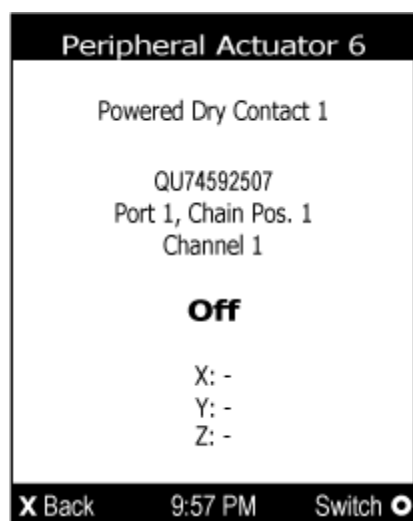 Peripheral Actuator 6
Powered Dry Contact 1
QU74592507
Port 1, Chain Pos. 1
Channel 1
Off
X: -
Y: -
Z: -
X Back 9:57 PM Switch O